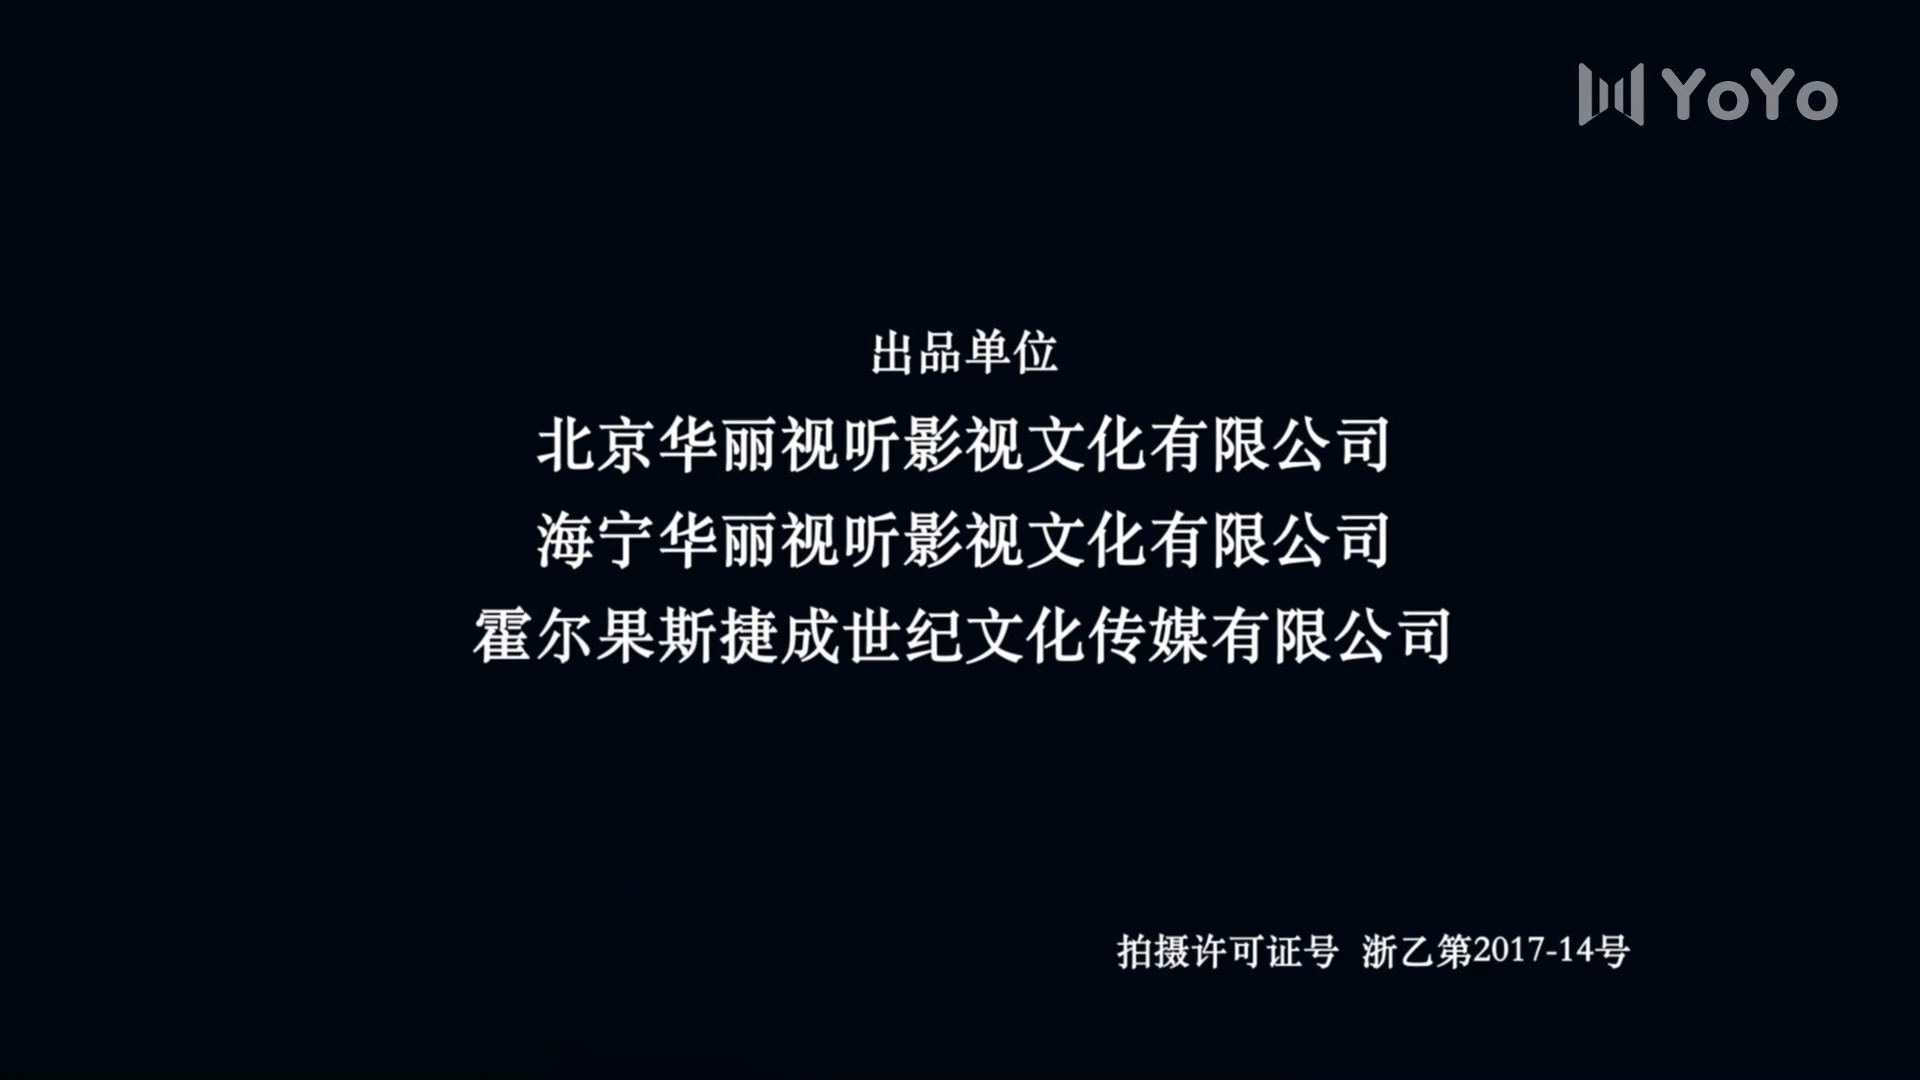 YoYo
出品单位
北京华丽视听影视文化有限公司
海宁华丽视听影视文化有限公司
霍尔果斯捷成世纪文化传媒有限公司
拍摄许可证号 浙乙第2017-14号